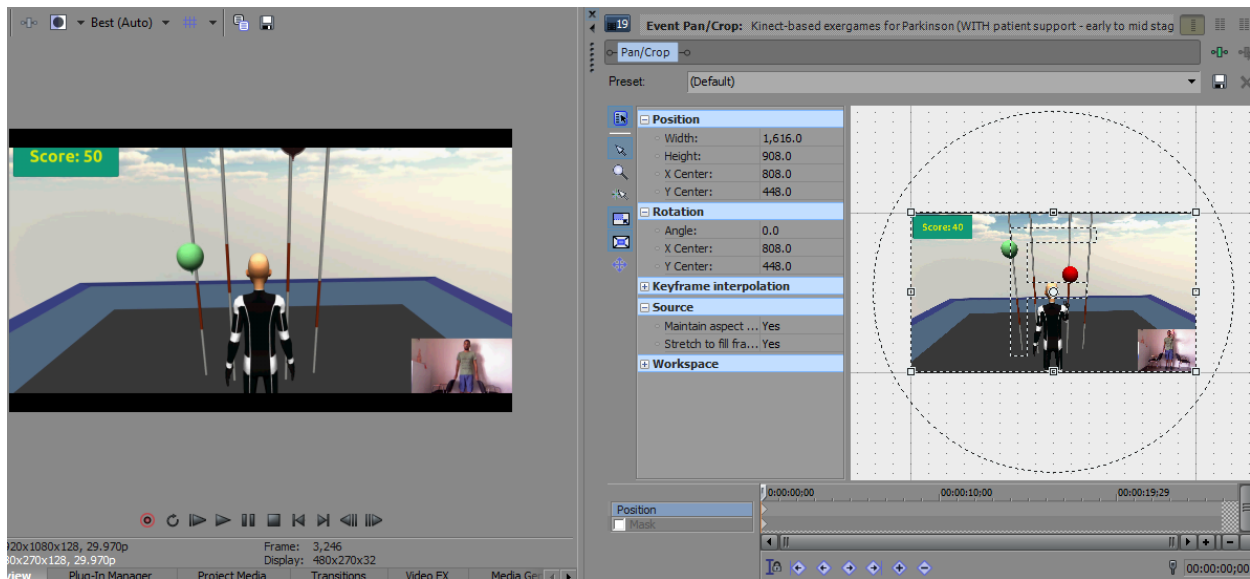 Best (Auto)
Score: 50
920x1080x128, 29.970p
80x270x128, 29.970p
Frame: 3,246
Display: 480x270x32
view
Plug-In Manager
Project Media
Transitions
Video FX
Media Ge
19
Event Pan/Crop: Kinect-based exergames for Parkinson (WITH patient support - early to mid stag
Pan/Crop
Preset:
(Default)
Position
Width: 1,616.0
Height: 908.0
X Center: 808.0
Y Center: 448.0
Rotation
Angle: 0.0
X Center: 808.0
Y Center: 448.0
Keyframe interpolation
Source
Maintain aspect ... Yes
Stretch to fill fra... Yes
Workspace
Score: 40
0:00:00;00
00:00:10;00
00:00:19;29
Position
Mask
00:00:00;00